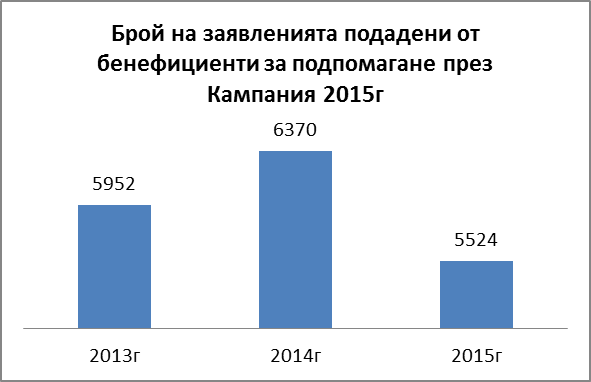 Брой на заявленията подадени от
бенефициенти за подпомагане през
Кампания 2015г
6370
5952
5524
2013г 2014г 2015г